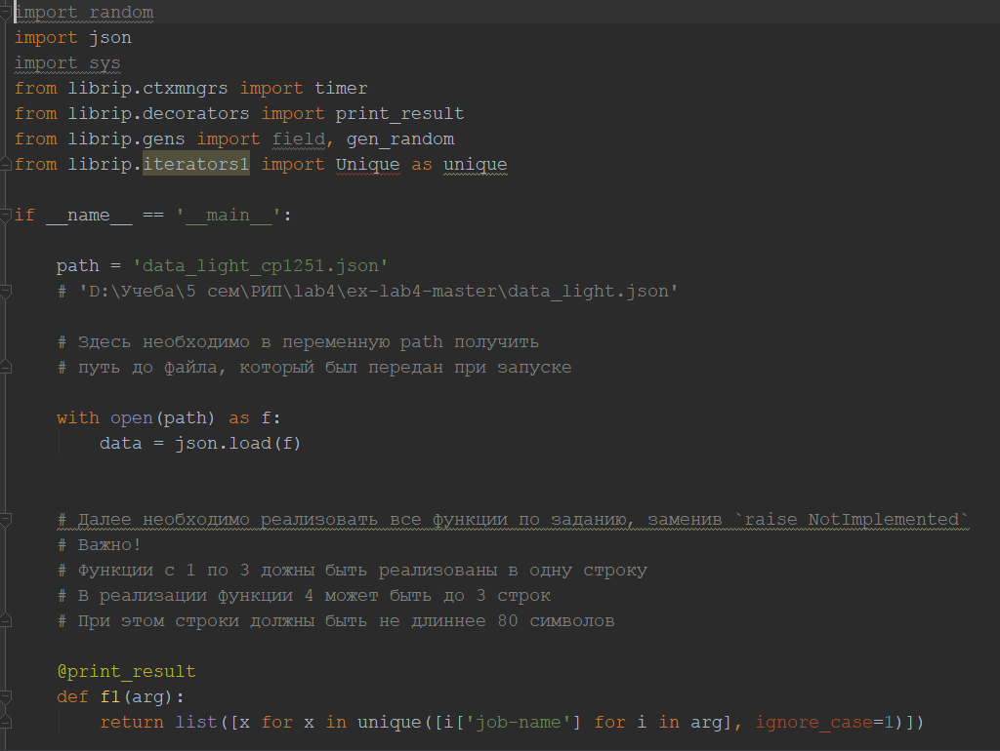 import random
import json
import sys
from librip.ctxmngrs import timer
from librip.decorators import print_result
from librip.gens import field, gen_random
from librip.iterators1 import Unique as unique
if __name__ == '__main__':
path = 'data_light_cp1251.json'
# 'D:\Учеба\5 сем\РИП\lab4\ex-lab4-master\data_light.json'
# Здесь необходимо в переменную path получить
# путь до файла, который был передан при запуске
with open(path) as f:
data = json.load(f)
# Далее необходимо реализовать все функции по заданию, заменив `raise NotImplemented`
# Важно!
# Функции с 1 по 3 дожны быть реализованы в одну строку
# В реализации функции 4 может быть до 3 строк
# При этом строки должны быть не длиннее 80 символов
@print_result
def f1(arg):
return list([x for x in unique([i['job-name'] for i in arg], ignore_case=1)])